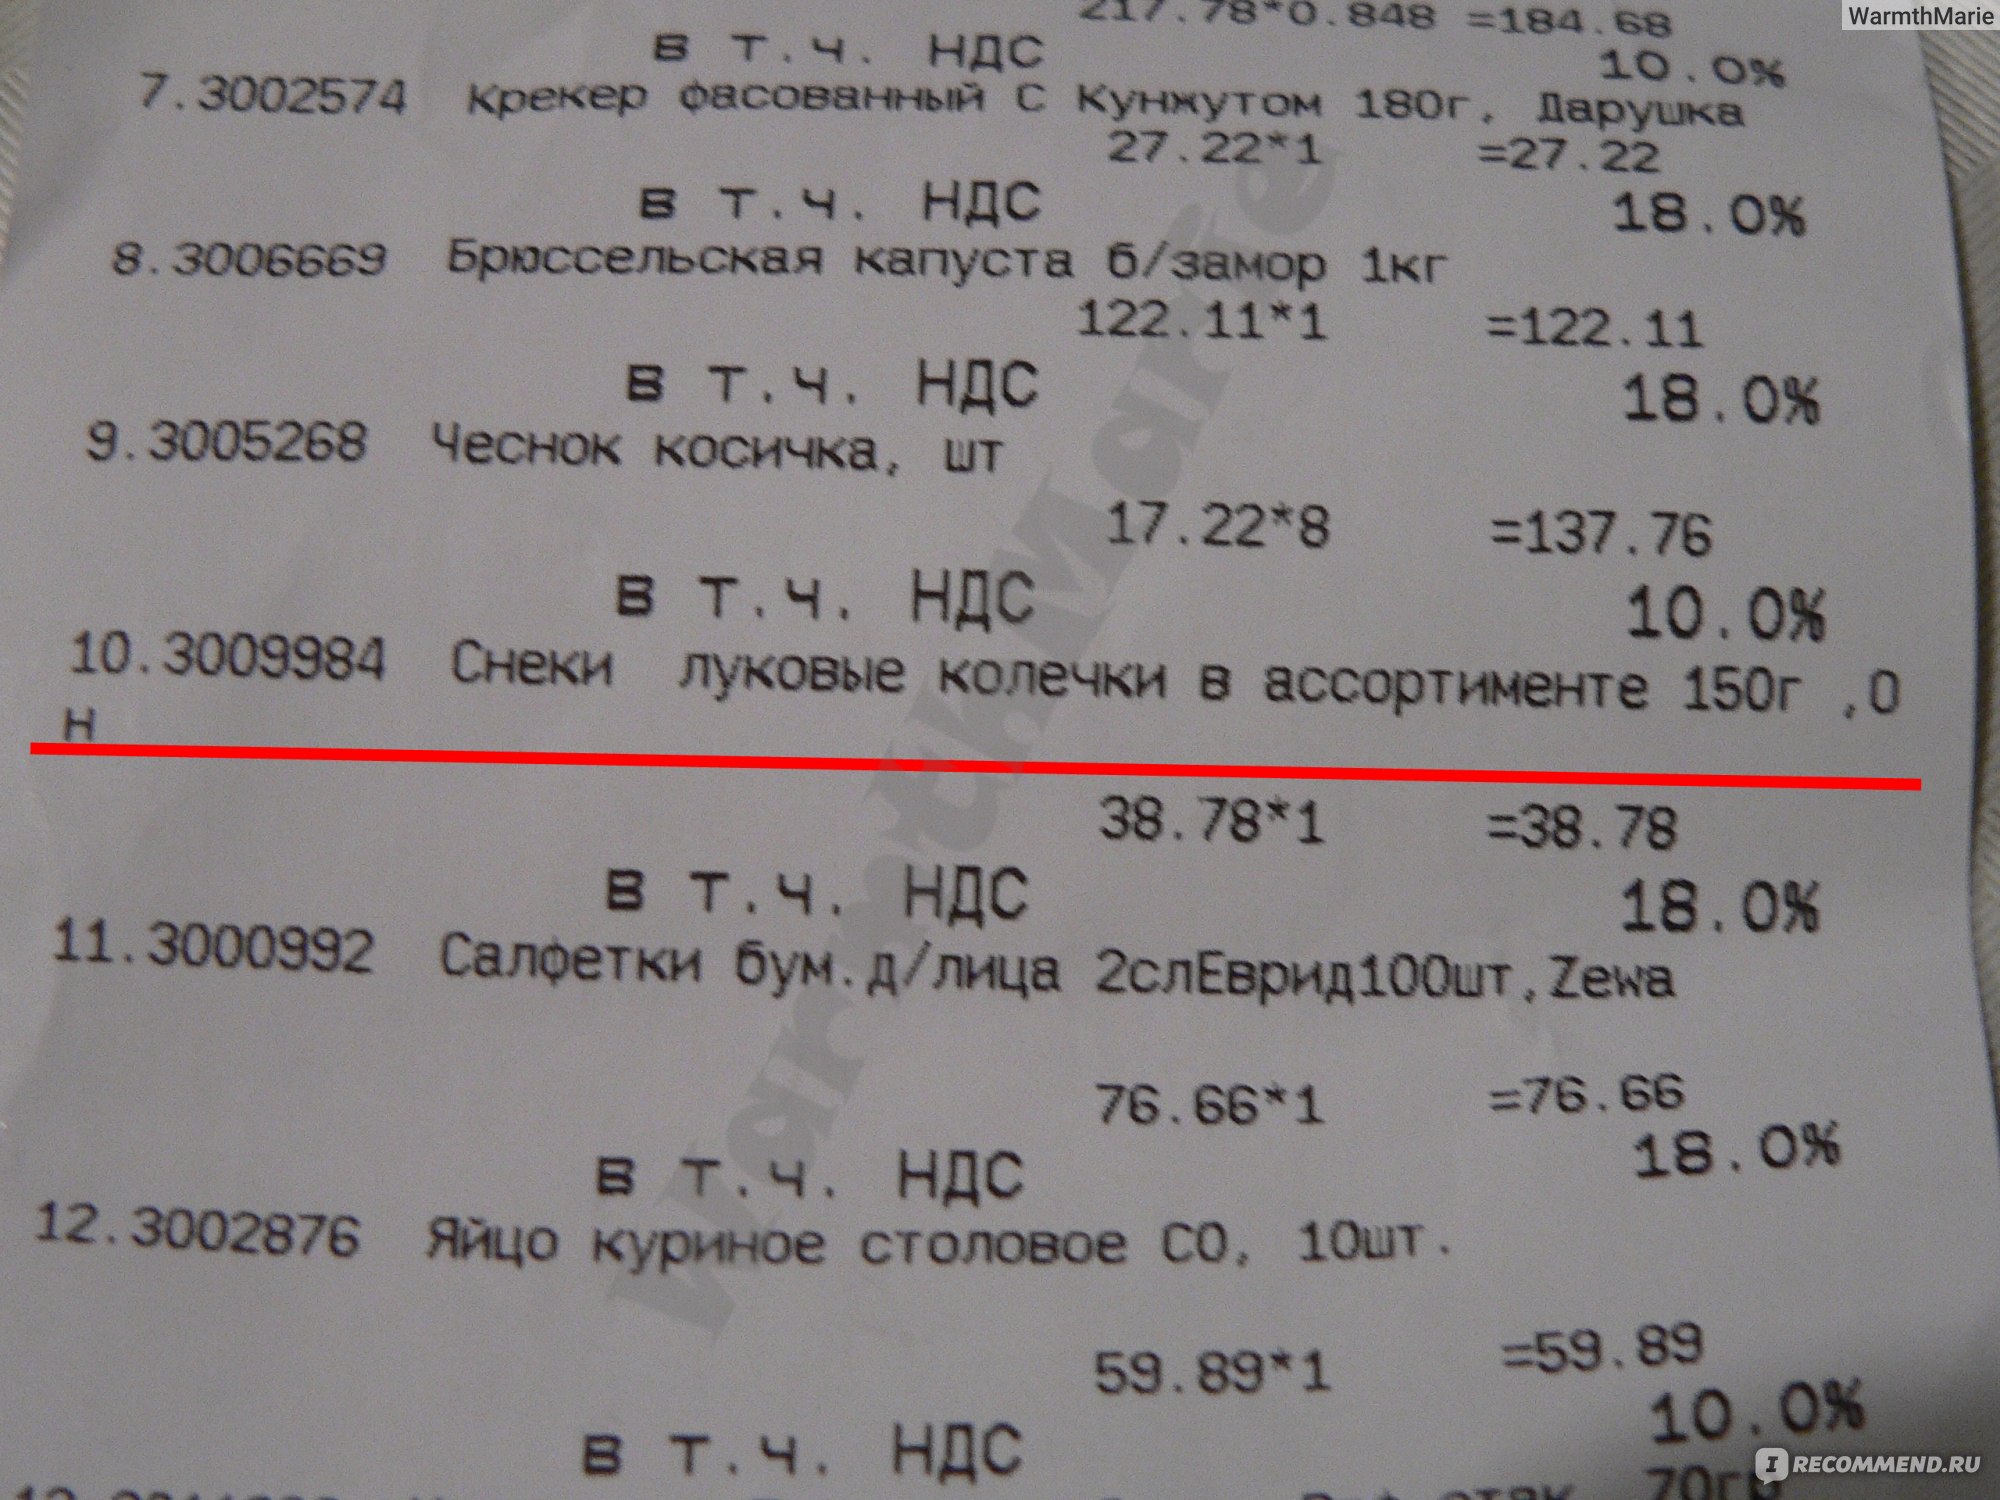 WarmthMarie
217.78*0.848 =184.68
в т.ч. НДС 10.0%
7.3002574 Крекер фасованный С Кунжутом 180г, Дарушка
27.22*1 =27.22
в т.ч. НДС 18.0%
8.3006669 Брюссельская капуста б/замор 1кг
122.11*1 =122.11
в т.ч. НДС 18.0%
9.3005268 Чеснок косичка, шт
17.22*8 =137.76
в т.ч. НДС 10.0%
10.3009984 Снеки луковые колечки в ассортименте 150г ,О
Н
38.78*1 =38.78
в т.ч. НДС 18.0%
11.3000992 Салфетки бум.д/лица 2слЕврид100шт,Zewa
76.66*1 =76.66
в т.ч. НДС 18.0%
12.3002876 Яйцо куриное столовое С0, 10шт.
59.89*1 =59.89
в т.ч. НДС 10.0%
70гр
WarmthMarie
IRECOMMEND.RU